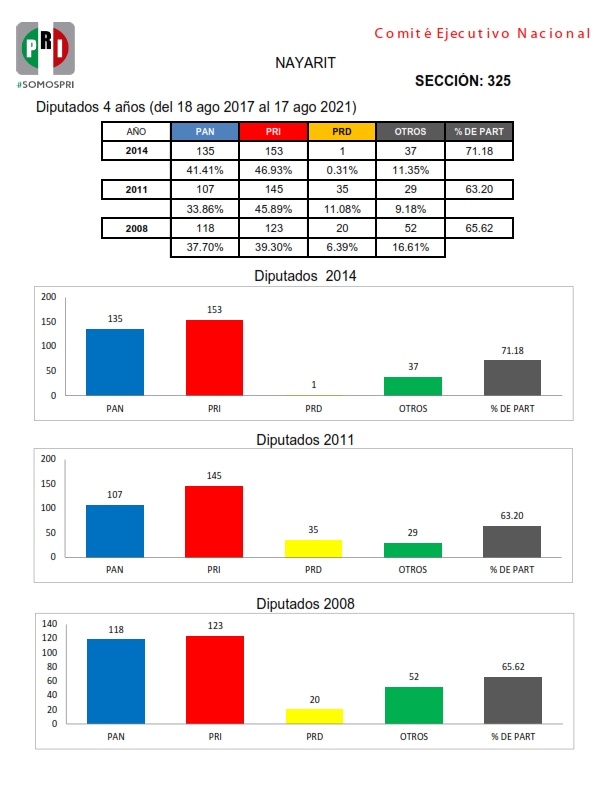 Comité Ejecutivo Nacional
PRI
#SOMOSPRI
NAYARIT
SECCIÓN: 325
Diputados 4 años (del 18 ago 2017 al 17 ago 2021)
AÑO PAN PRI PRD OTROS % DE PART
2014 135 153 1 37 71.18
41.41% 46.93% 0.31% 11.35%
2011 107 145 35 29 63.20
33.86% 45.89% 11.08% 9.18%
2008 118 123 20 52 65.62
37.70% 39.30% 6.39% 16.61%
Diputados 2014
200
150
100
50
0
135 153 1 37 71.18
PAN PRI PRD OTROS % DE PART
Diputados 2011
200
150
100
50
0
107 145 35 29 63.20
PAN PRI PRD OTROS % DE PART
Diputados 2008
140
120
100
80
60
40
20
0
118 123 20 52 65.62
PAN PRI PRD OTROS % DE PART